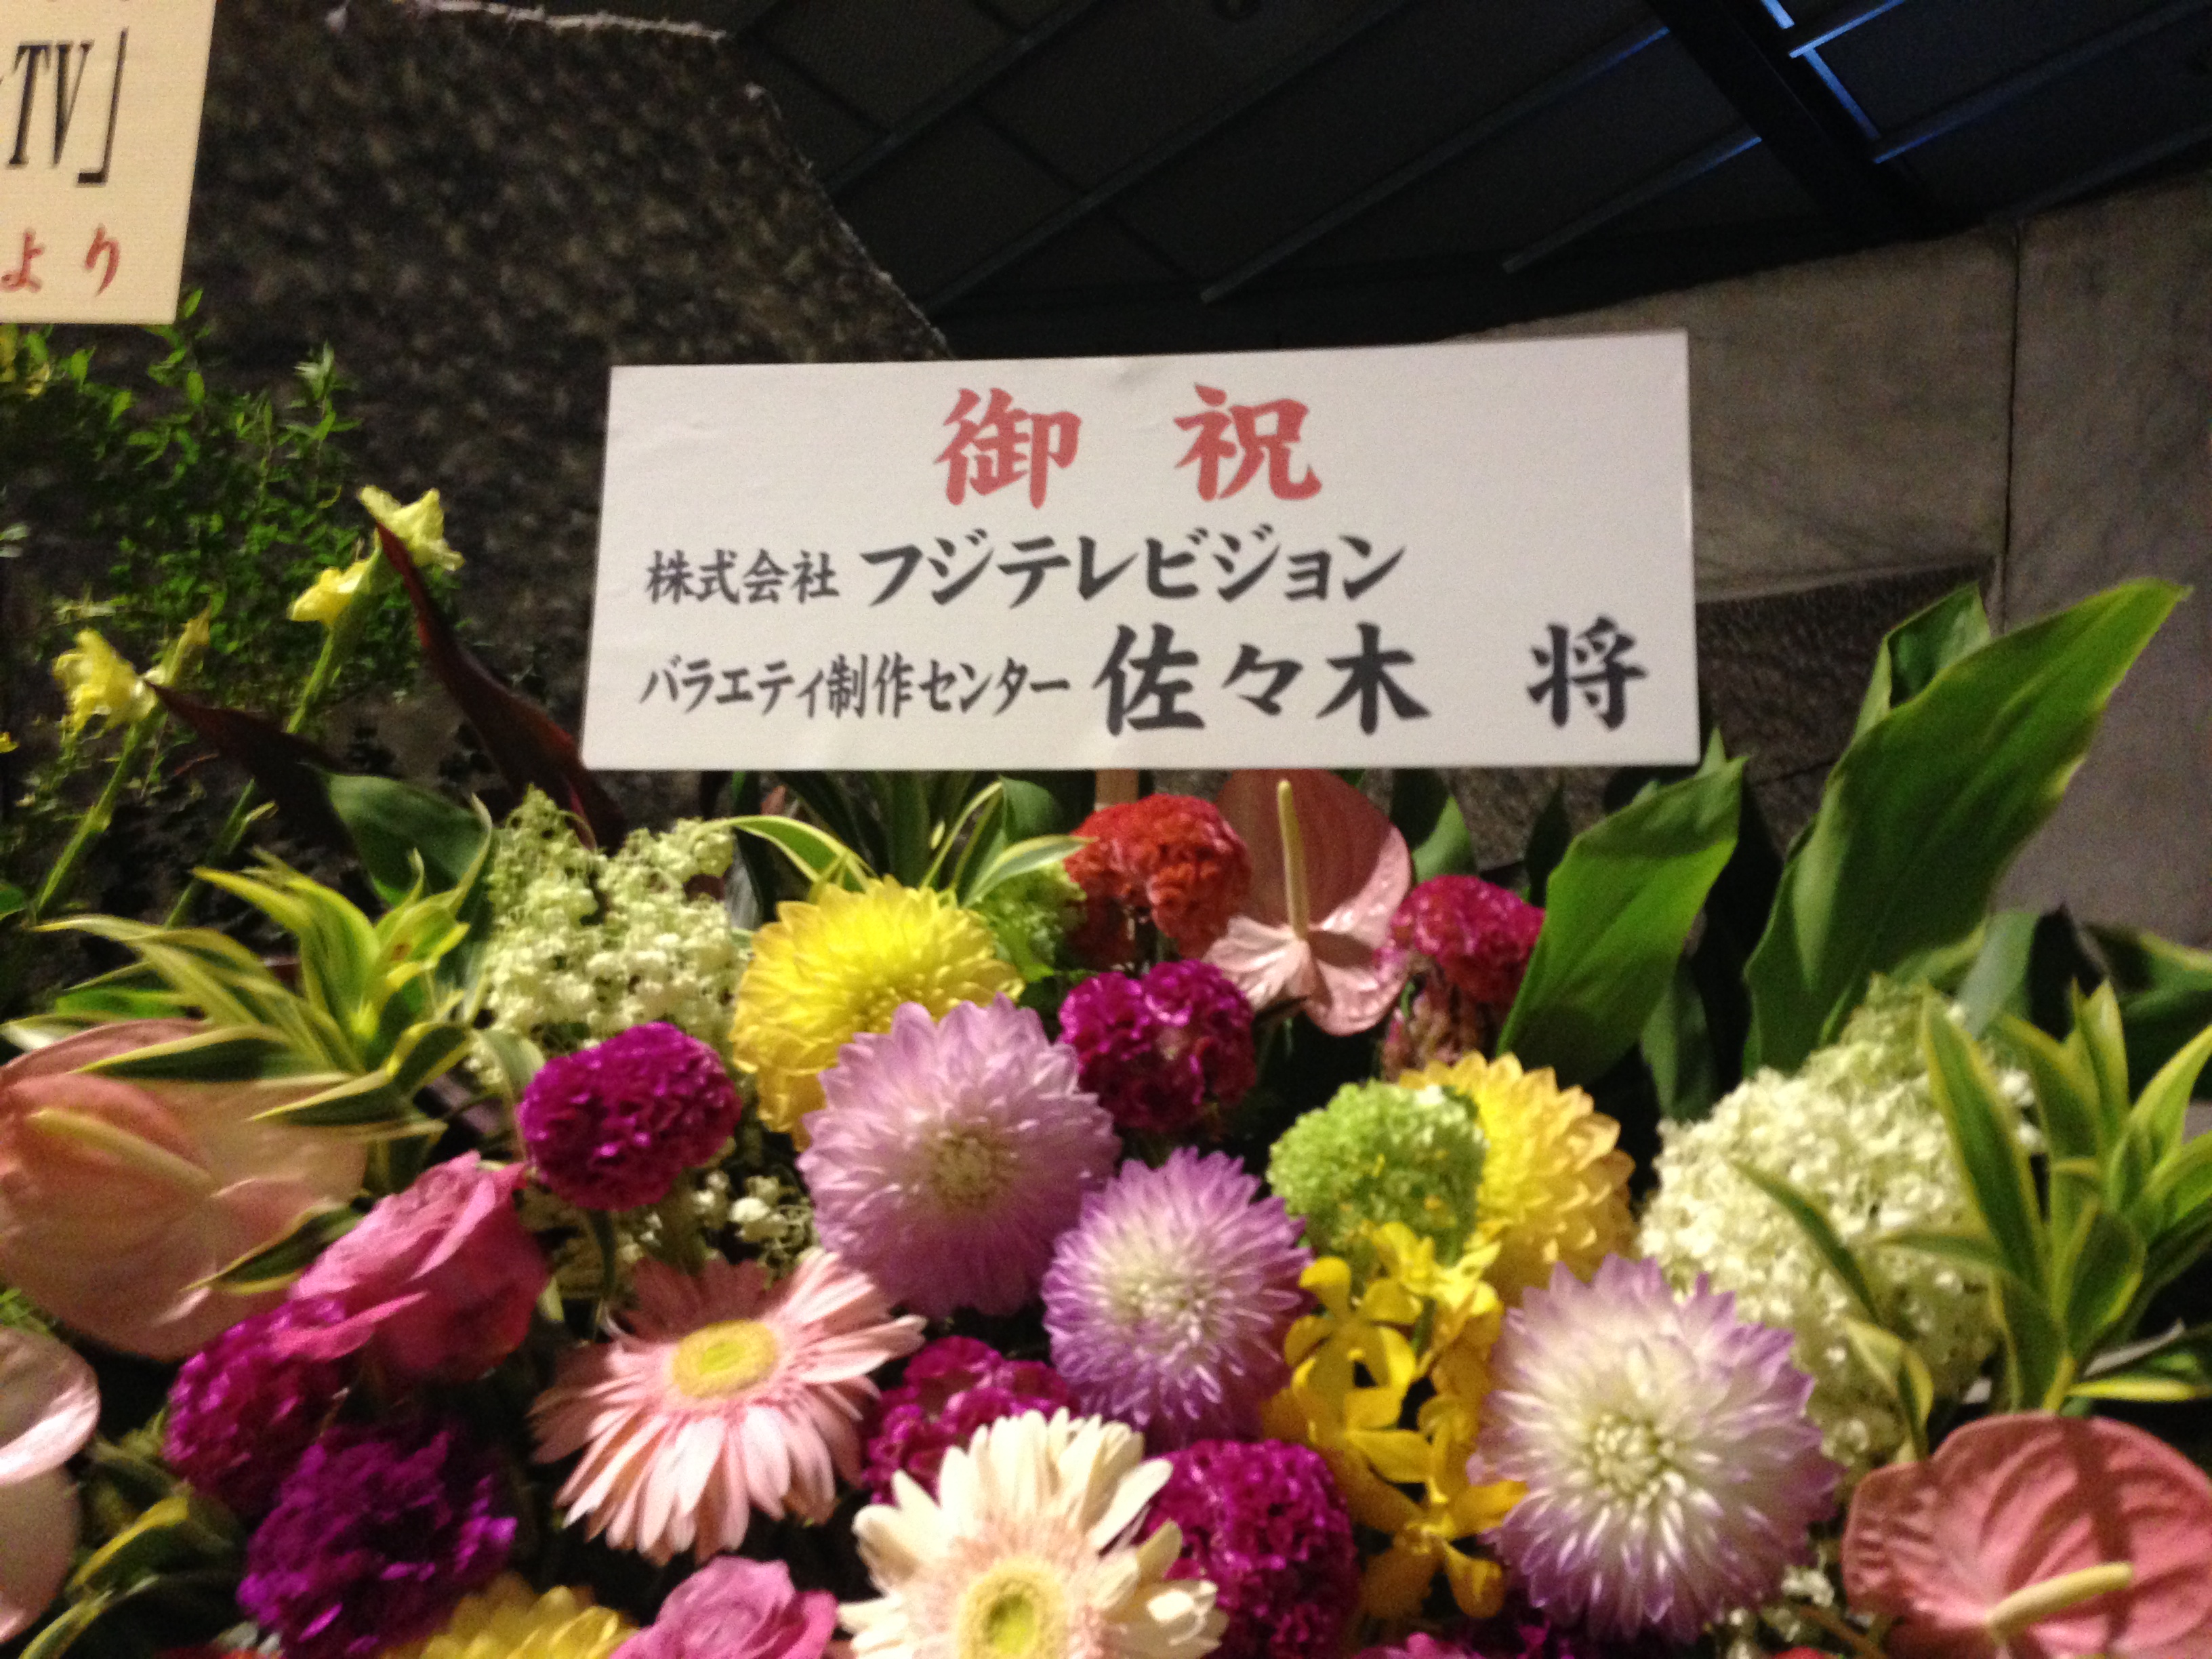 TV」
より
御 祝
株式会社 フジテレビジョン
バラエティ制作センター 佐々木 将